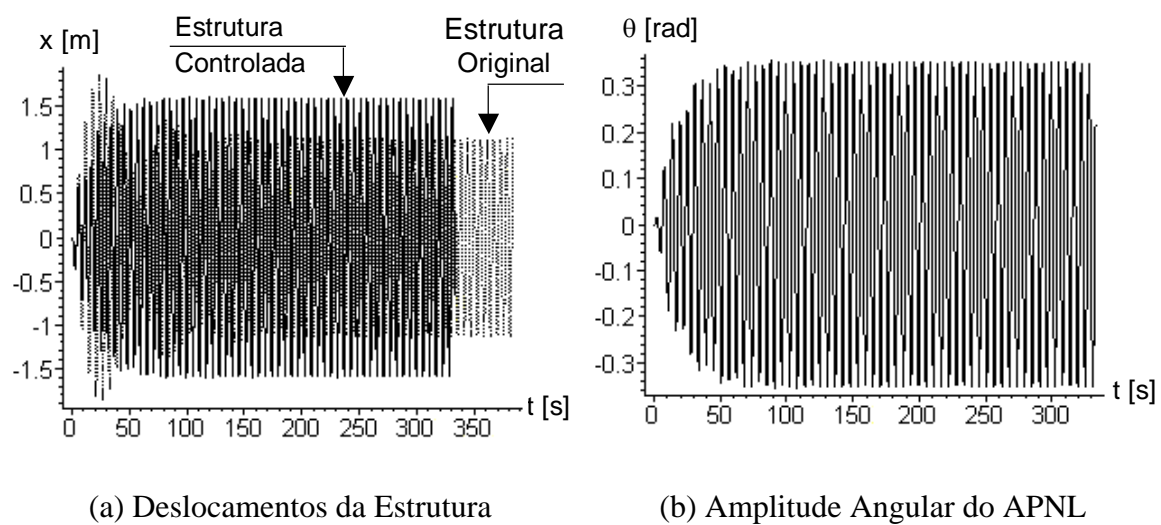 x [m]
Estrutura
Controlada
Estrutura
Original
1.5
1
0.5
0
-0.5
-1
-1.5
0 50 100 150 200 250 300 350
t [s]
θ [rad]
0.3
0.2
0.1
0
-0.1
-0.2
-0.3
0 50 100 150 200 250 300
t [s]
(a) Deslocamentos da Estrutura
(b) Amplitude Angular do APNL